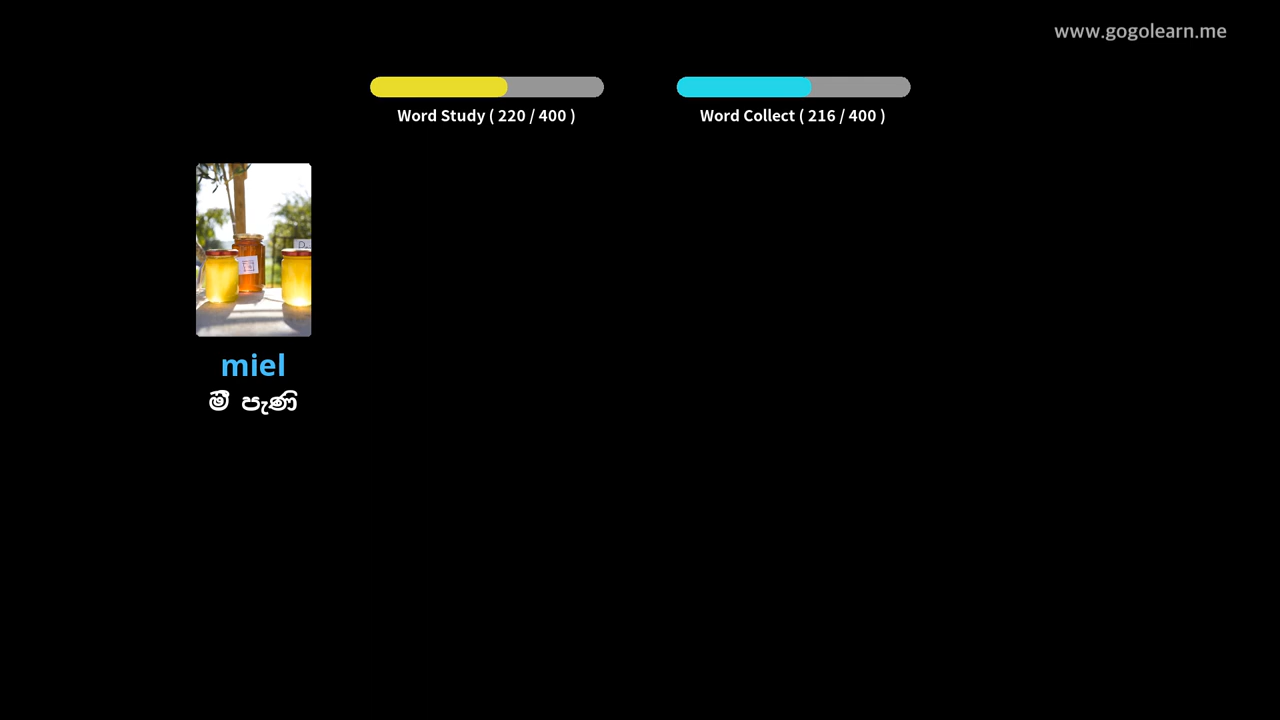 www.gogolearn.me
Word Study ( 220 / 400 )
Word Collect ( 216 / 400 )
miel
මී පැණි